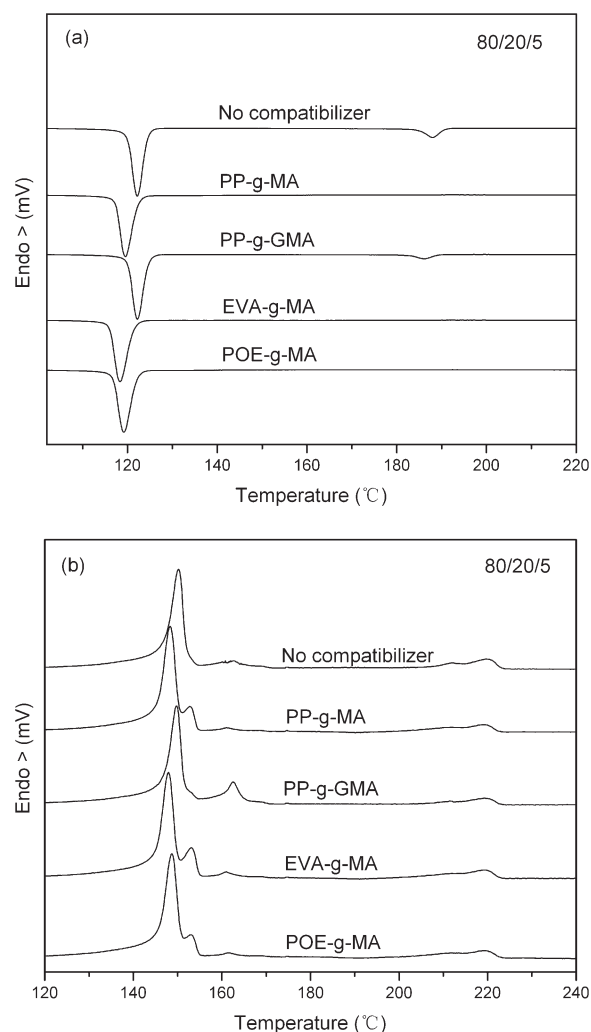 (a)
80/20/5
No compatibilizer
PP-g-MA
PP-g-GMA
EVA-g-MA
POE-g-MA
Endo > (mV)
120 140 160 180 200 220
Temperature (℃)
(b)
80/20/5
No compatibilizer
PP-g-MA
PP-g-GMA
EVA-g-MA
POE-g-MA
Endo > (mV)
120 140 160 180 200 220 240
Temperature (℃)